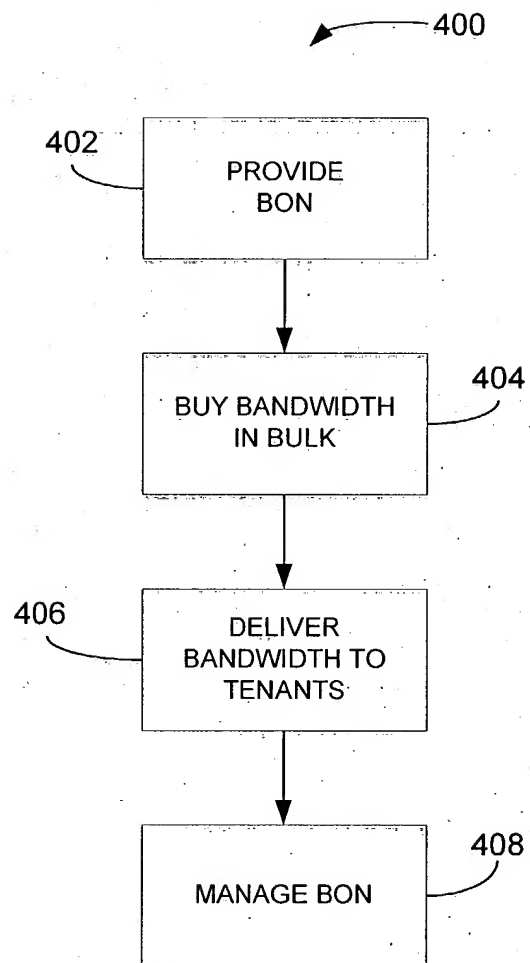 400
402
PROVIDE
BON
404
BUY BANDWIDTH
IN BULK
406
DELIVER
BANDWIDTH TO
TENANTS
408
MANAGE BON